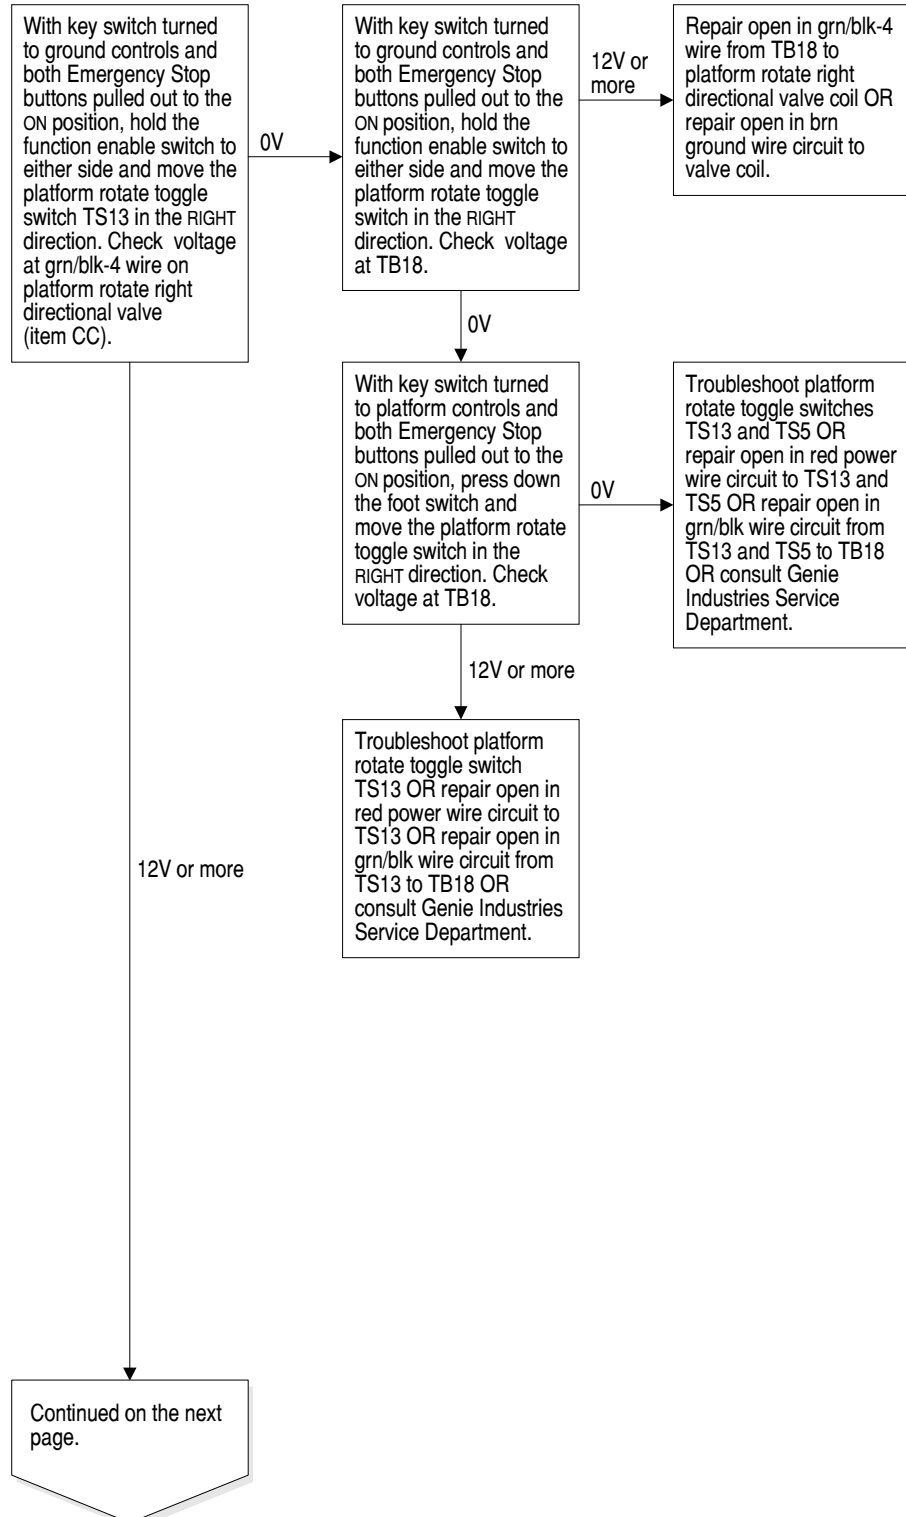 With key switch turned
to ground controls and
both Emergency Stop
buttons pulled out to the
ON position, hold the
function enable switch to
either side and move the
platform rotate toggle
switch TS13 in the RIGHT
direction. Check voltage
at grn/blk-4 wire on
platform rotate right
directional valve
(item CC).
0V
With key switch turned
to ground controls and
both Emergency Stop
buttons pulled out to the
ON position, hold the
function enable switch to
either side and move the
platform rotate toggle
switch in the RIGHT
direction. Check voltage
at TB18.
12V or
more
Repair open in grn/blk-4
wire from TB18 to
platform rotate right
directional valve coil OR
repair open in brn
ground wire circuit to
valve coil.
0V
With key switch turned
to platform controls and
both Emergency Stop
buttons pulled out to the
ON position, press down
the foot switch and
move the platform rotate
toggle switch in the
RIGHT direction. Check
voltage at TB18.
0V
Troubleshoot platform
rotate toggle switches
TS13 and TS5 OR
repair open in red power
wire circuit to TS13 and
TS5 OR repair open in
grn/blk wire circuit from
TS13 and TS5 to TB18
OR consult Genie
Industries Service
Department.
12V or more
Troubleshoot platform
rotate toggle switch
TS13 OR repair open in
red power wire circuit to
TS13 OR repair open in
grn/blk wire circuit from
TS13 to TB18 OR
consult Genie Industries
Service Department.
12V or more
Continued on the next
page.